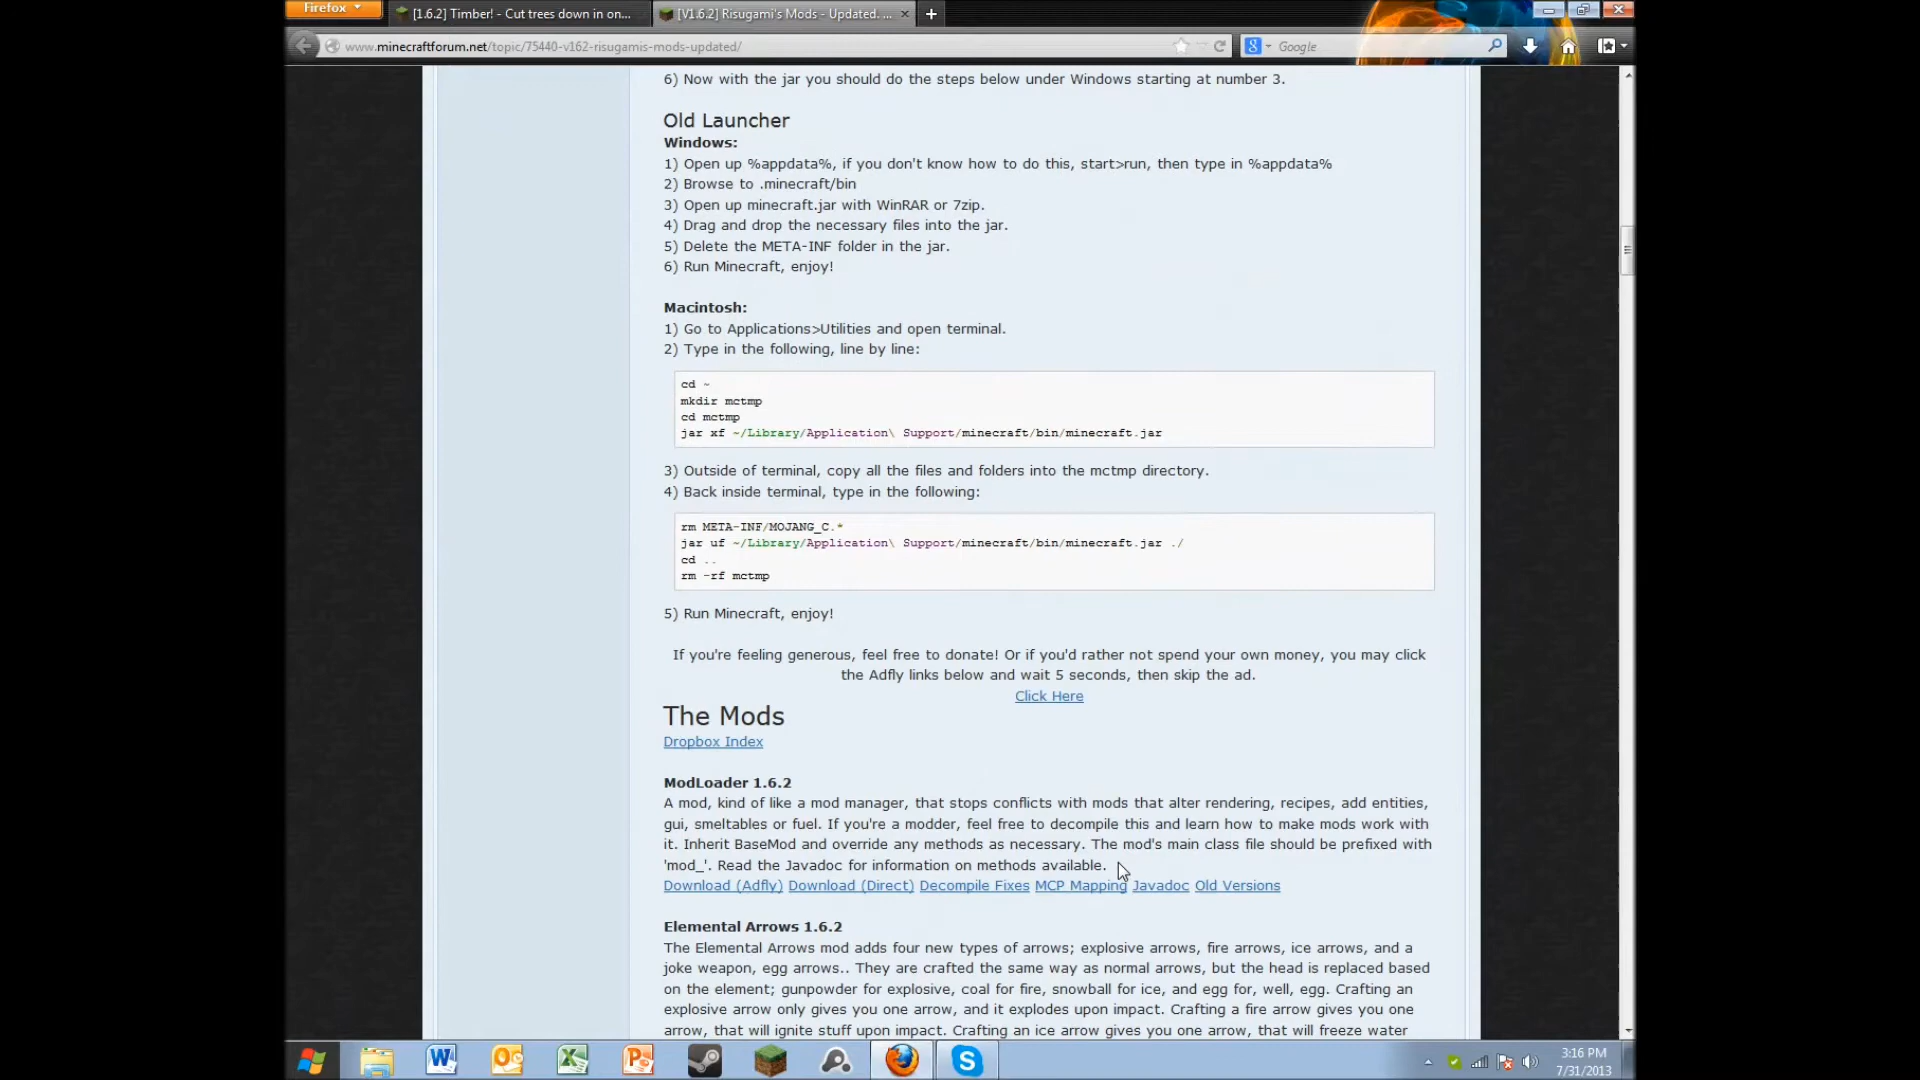 Firefox
[1.6.2] Timber! - Cut trees down in on...
[V1.6.2] Risugami's Mods - Updated. ...
www.minecraftforum.net/topic/75440-v162-risugamis-mods-updated/
Google
6) Now with the jar you should do the steps below under Windows starting at number 3.
Old Launcher
Windows:
1) Open up %appdata%, if you don't know how to do this, start>run, then type in %appdata%
2) Browse to .minecraft/bin
3) Open up minecraft.jar with WinRAR or 7zip.
4) Drag and drop the necessary files into the jar.
5) Delete the META-INF folder in the jar.
6) Run Minecraft, enjoy!
Macintosh:
1) Go to Applications>Utilities and open terminal.
2) Type in the following, line by line:
cd ~
mkdir mctmp
cd mctmp
jar xf ~/Library/Application\ Support/minecraft/bin/minecraft.jar
3) Outside of terminal, copy all the files and folders into the mctmp directory.
4) Back inside terminal, type in the following:
rm META-INF/MOJANG_C.*
jar uf ~/Library/Application\ Support/minecraft/bin/minecraft.jar ./
cd ..
rm -rf mctmp
5) Run Minecraft, enjoy!
If you're feeling generous, feel free to donate! Or if you'd rather not spend your own money, you may click
the Adfly links below and wait 5 seconds, then skip the ad.
Click Here
The Mods
Dropbox Index
ModLoader 1.6.2
A mod, kind of like a mod manager, that stops conflicts with mods that alter rendering, recipes, add entities,
gui, smeltables or fuel. If you're a modder, feel free to decompile this and learn how to make mods work with
it. Inherit BaseMod and override any methods as necessary. The mod's main class file should be prefixed with
'mod_'. Read the Javadoc for information on methods available.
Download (Adfly) Download (Direct) Decompile Fixes MCP Mapping Javadoc Old Versions
Elemental Arrows 1.6.2
The Elemental Arrows mod adds four new types of arrows; explosive arrows, fire arrows, ice arrows, and a
joke weapon, egg arrows.. They are crafted the same way as normal arrows, but the head is replaced based
on the element; gunpowder for explosive, coal for fire, snowball for ice, and egg for, well, egg. Crafting an
explosive arrow only gives you one arrow, and it explodes upon impact. Crafting a fire arrow gives you one
arrow, that will ignite stuff upon impact. Crafting an ice arrow gives you one arrow, that will freeze water
3:16 PM
7/31/2013